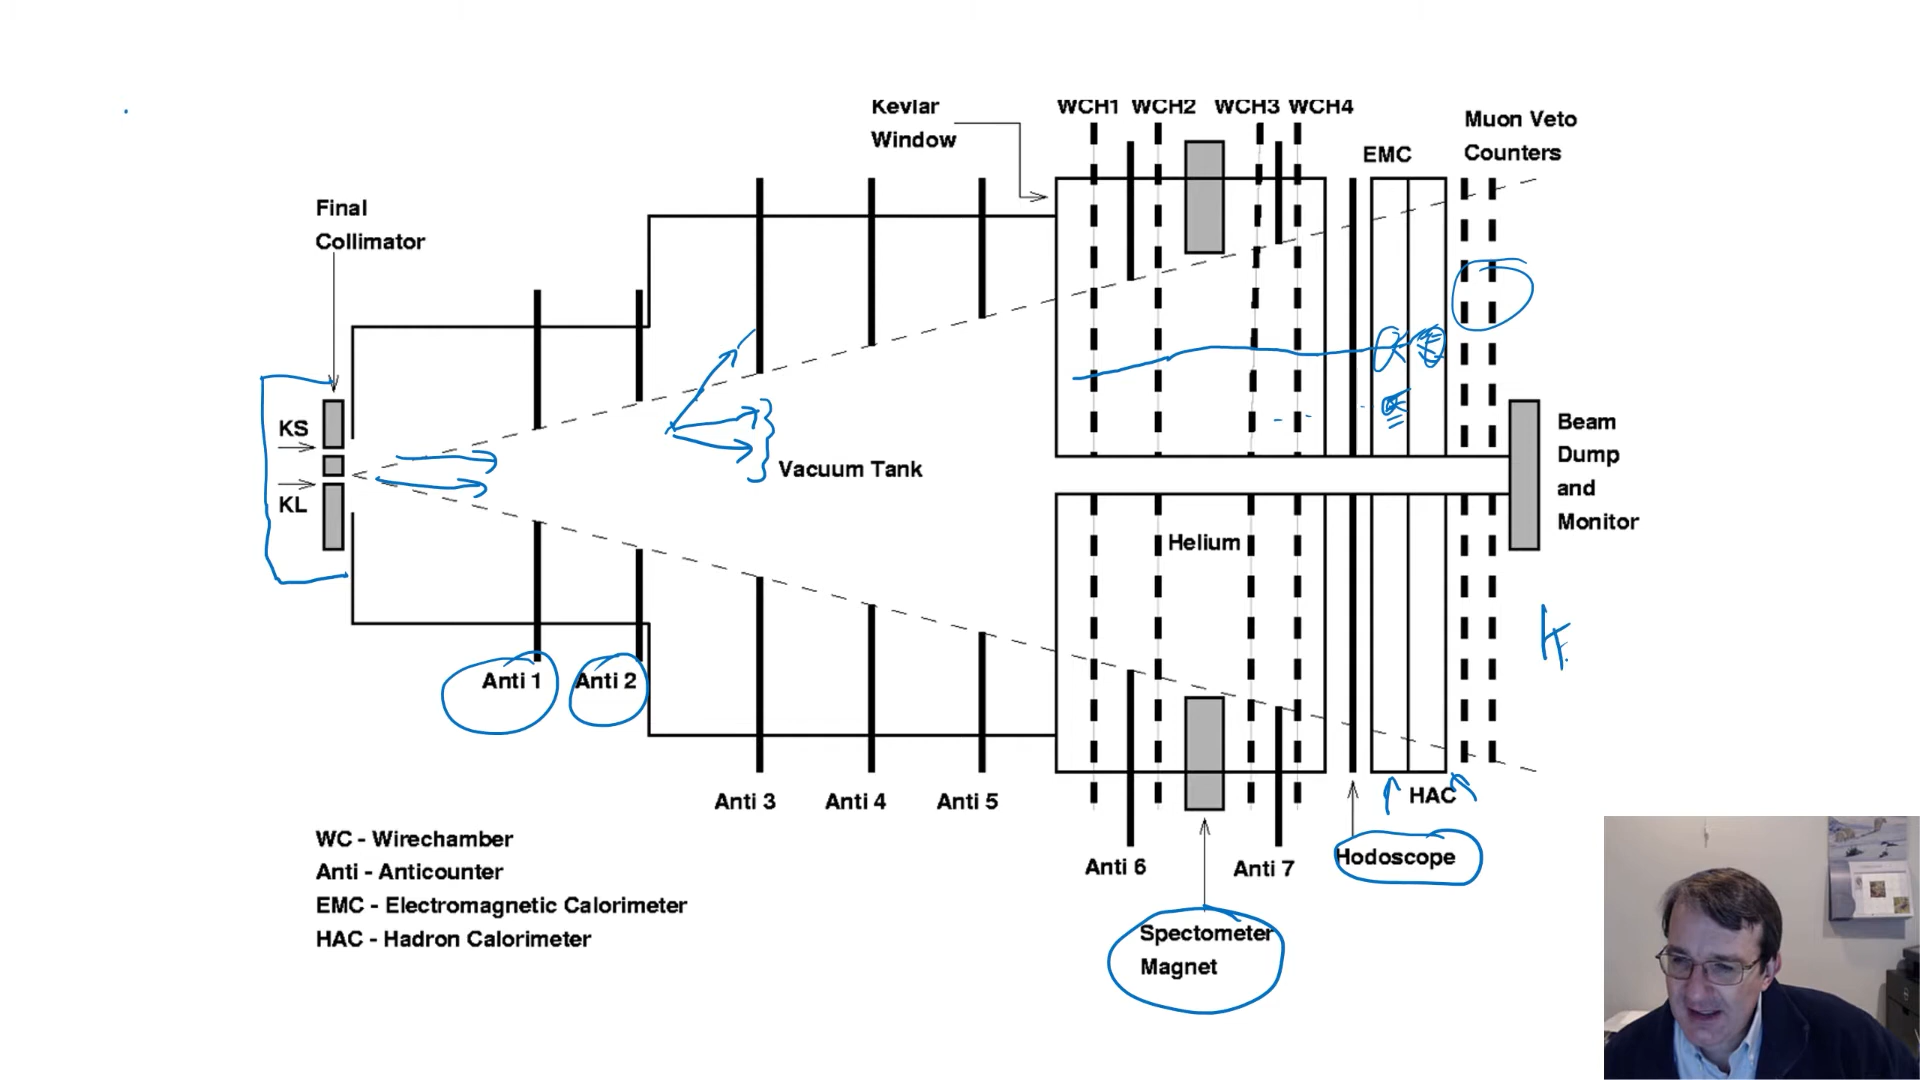 Kevlar
Window
WCH1 WCH2 WCH3 WCH4
Muon Veto
Counters
EMC
Final
Collimator
KS
KL
Vacuum Tank
Beam
Dump
and
Monitor
Helium
Anti 1
Anti 2
Anti 3
Anti 4
Anti 5
HAC
Anti 6
Anti 7
Hodoscope
Spectometer
Magnet
WC - Wirechamber
Anti - Anticounter
EMC - Electromagnetic Calorimeter
HAC - Hadron Calorimeter